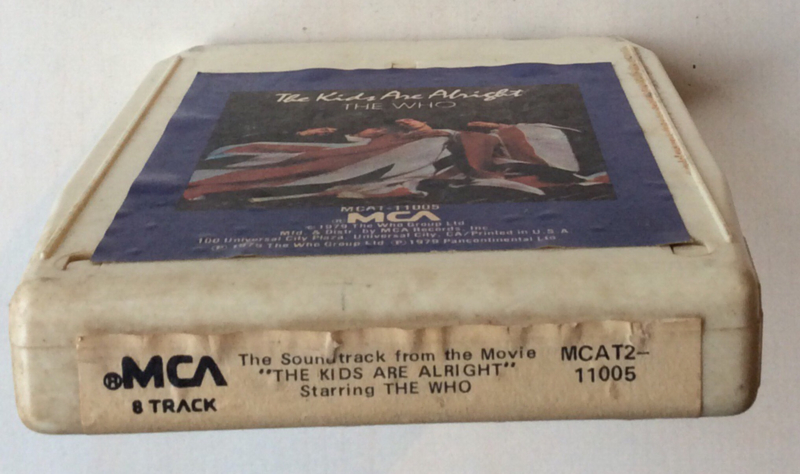 The Kids Are Alright
THE WHO
MCAT-11005
® MCA
© 1979 The Who Group Ltd
Mfd. & Distr. by MCA Records, Inc.
100 Universal City Plaza, Universal City, CA/Printed in U.S.A.
℗ 1979 The Who Group Ltd ℗ 1979 Pancontinental Ltd
®MCA
8 TRACK
The Soundtrack from the Movie
"THE KIDS ARE ALRIGHT"
Starring THE WHO
MCAT2-
11005